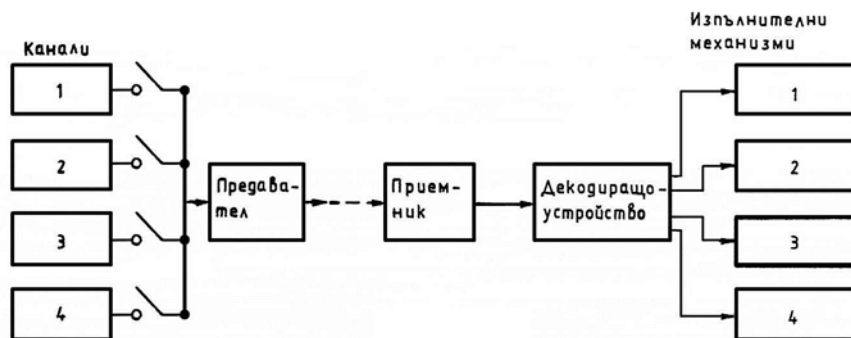 Канали
1
2
3
4
Предава-
тел
Прием-
ник
Декодиращо-
устройство
Изпълнителни
механизми
1
2
3
4